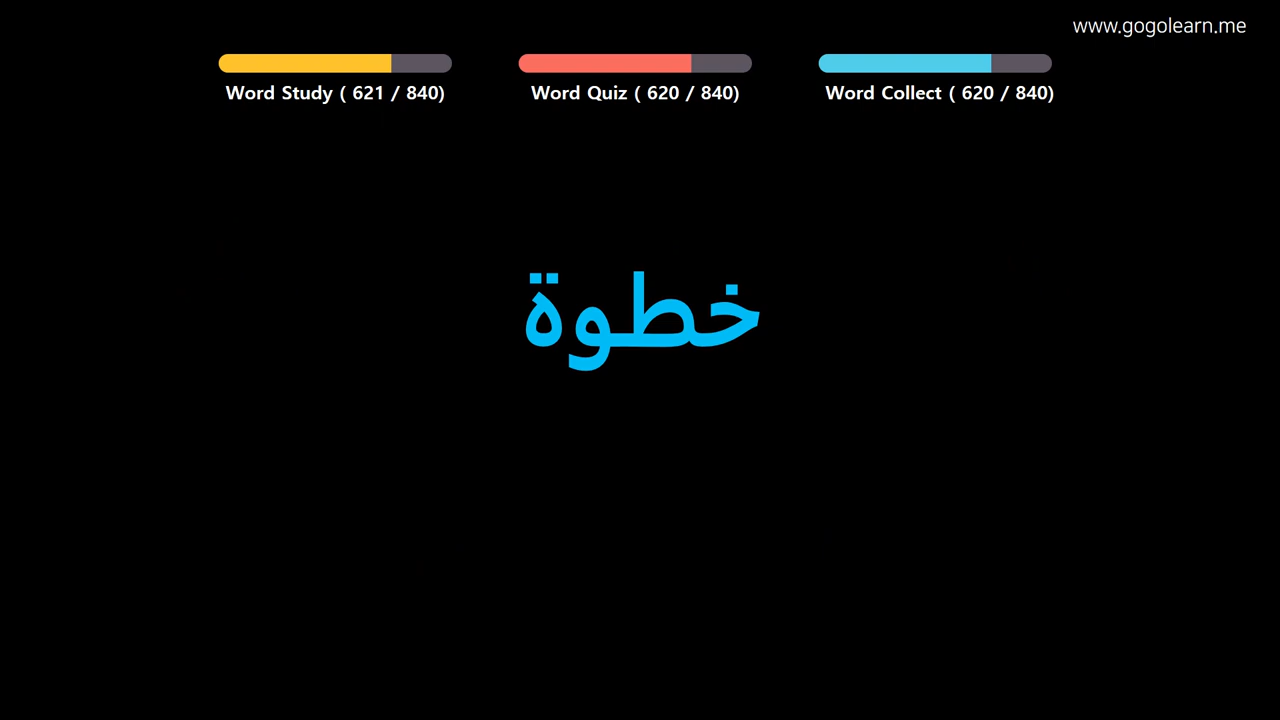 www.gogolearn.me
Word Study ( 621 / 840)
Word Quiz ( 620 / 840)
Word Collect ( 620 / 840)
خطوة